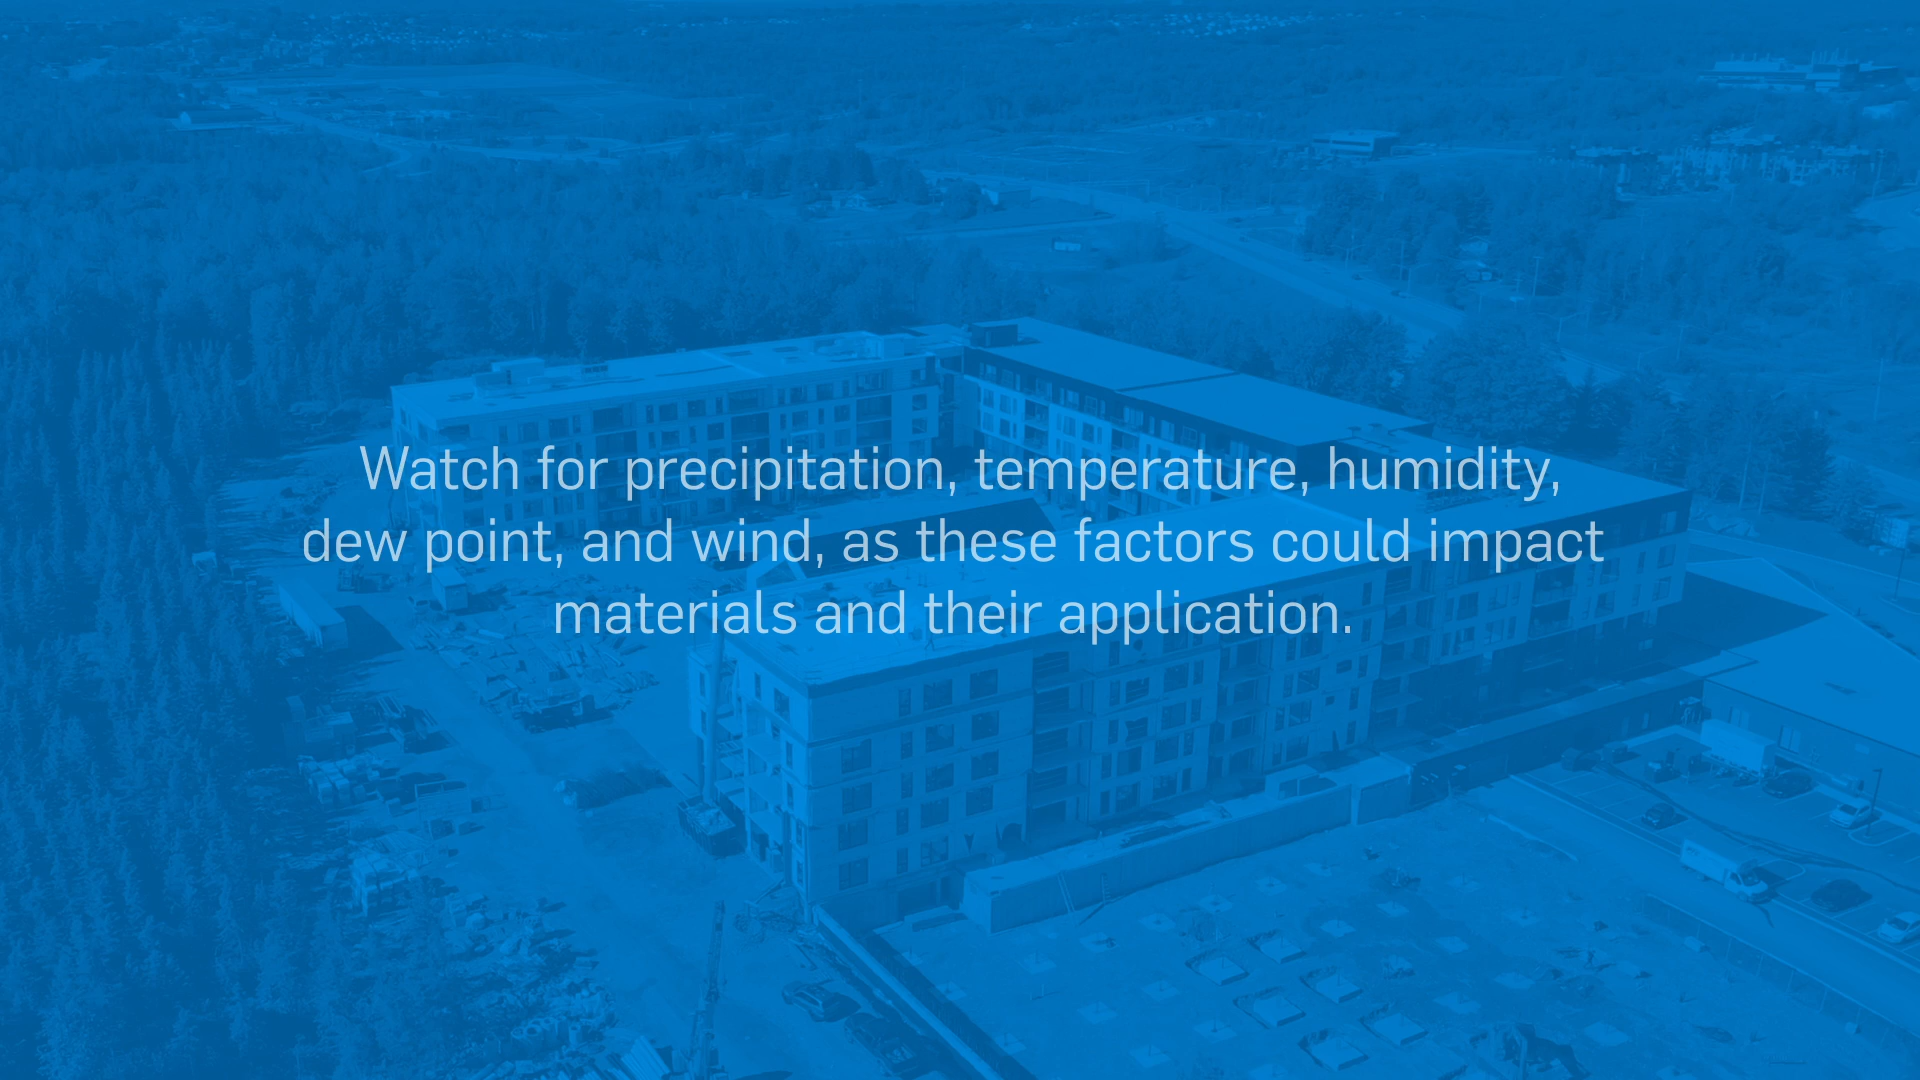 Watch for precipitation, temperature, humidity,
dew point, and wind, as these factors could impact
materials and their application.